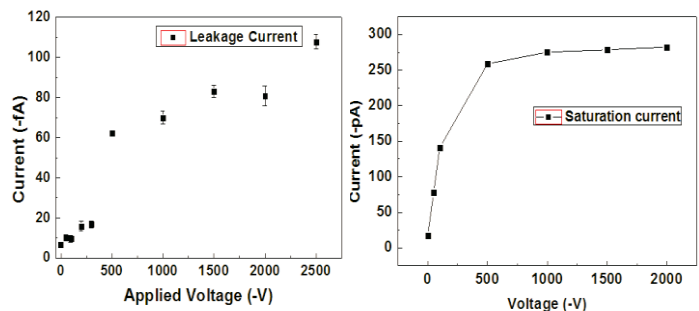 120
100
80
60
40
20
0
Current (-fA)
Leakage Current
0 500 1000 1500 2000 2500
Applied Voltage (-V)
300
250
200
150
100
50
0
Current (-pA)
Saturation current
0 500 1000 1500 2000
Voltage (-V)